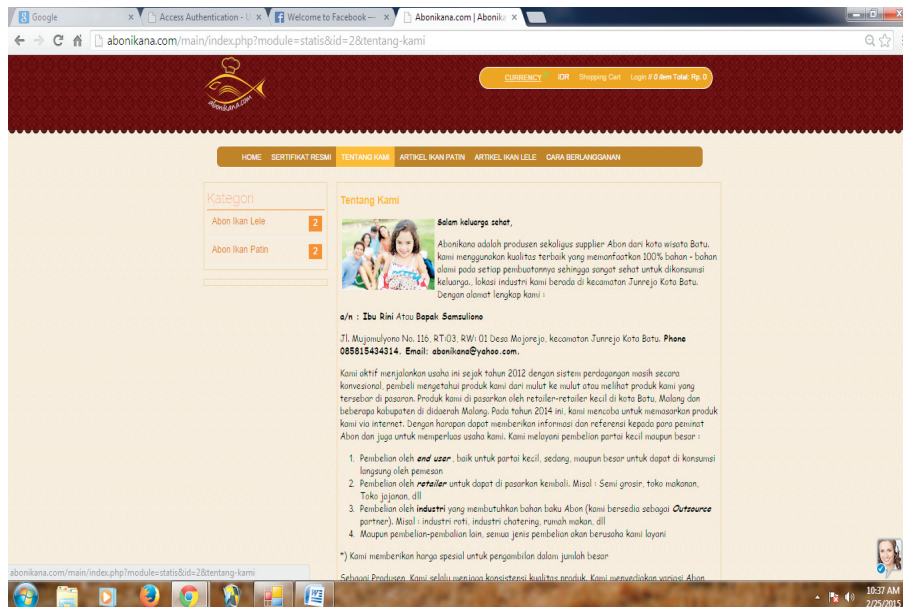 Google
Access Authentication - U
Welcome to Facebook —
Abonikana.com | Abonika
abonikana.com/main/index.php?module=statis&id=2&tentang-kami
abonikana.com
CURRENCY IDR Shopping Cart Login // 0 item Total: Rp. 0
HOME SERTIFIKAT RESMI TENTANG KAMI ARTIKEL IKAN PATIN ARTIKEL IKAN LELE CARA BERLANGGANAN
Kategori
Abon Ikan Lele 2
Abon Ikan Patin 2
Tentang Kami
Salam keluarga sehat,
Abonikana adalah produsen sekaligus supplier Abon dari kota wisata Batu.
kami menggunakan kualitas terbaik yang memanfaatkan 100% bahan - bahan
alami pada setiap pembuatannya sehingga sangat sehat untuk dikonsumsi
keluarga., lokasi industri kami berada di kecamatan Junrejo Kota Batu.
Dengan alamat lengkap kami :
a/n : Ibu Rini Atau Bapak Samsuliono
Jl. Mujamulyono No. 116, RT:03, RW: 01 Desa Mojorejo, kecamatan Junrejo Kota Batu. Phone
085815434314. Email: abonikana@yahoo.com.
Kami aktif menjalankan usaha ini sejak tahun 2012 dengan sistem perdagangan masih secara
konvesional, pembeli mengetahui produk kami dari mulut ke mulut atau melihat produk kami yang
tersebar di pasaran. Produk kami di pasarkan oleh retailer-retailer kecil di kota Batu, Malang dan
beberapa kabupaten di didaerah Malang. Pada tahun 2014 ini, kami mencoba untuk memasarkan produk
kami via internet. Dengan harapan dapat memberikan informasi dan referensi kepada para peminat
Abon dan juga untuk memperluas usaha kami. Kami melayani pembelian partai kecil maupun besar :
1. Pembelian oleh end user , baik untuk partai kecil, sedang, maupun besar untuk dapat di konsumsi
langsung oleh pemesan
2. Pembelian oleh retailer untuk dapat di pasarkan kembali. Misal : Semi grosir, toko makanan,
Toko jajanan, dll
3. Pembelian oleh industri yang membutuhkan bahan baku Abon (kami bersedia sebagai Outsource
partner). Misal : industri roti, industri chatering, rumah makan, dll
4. Maupun pembelian-pembalian lain, semua jenis pembelian akan berusaha kami layani
*) Kami memberikan harga spesial untuk pengambilan dalam jumlah besar
Sebagai Produsen, Kami selalu menjaga konsistensi kualitas produk. Kami menyediakan variasi Abon
abonikana.com/main/index.php?module=statis&id=2&tentang-kami
10:37 AM
2/25/2015